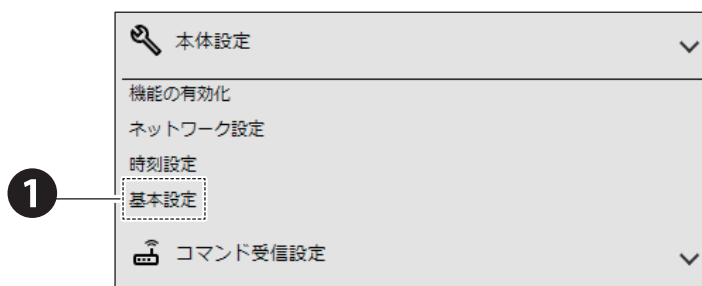 本体設定
機能の有効化
ネットワーク設定
時刻設定
1
基本設定
コマンド受信設定